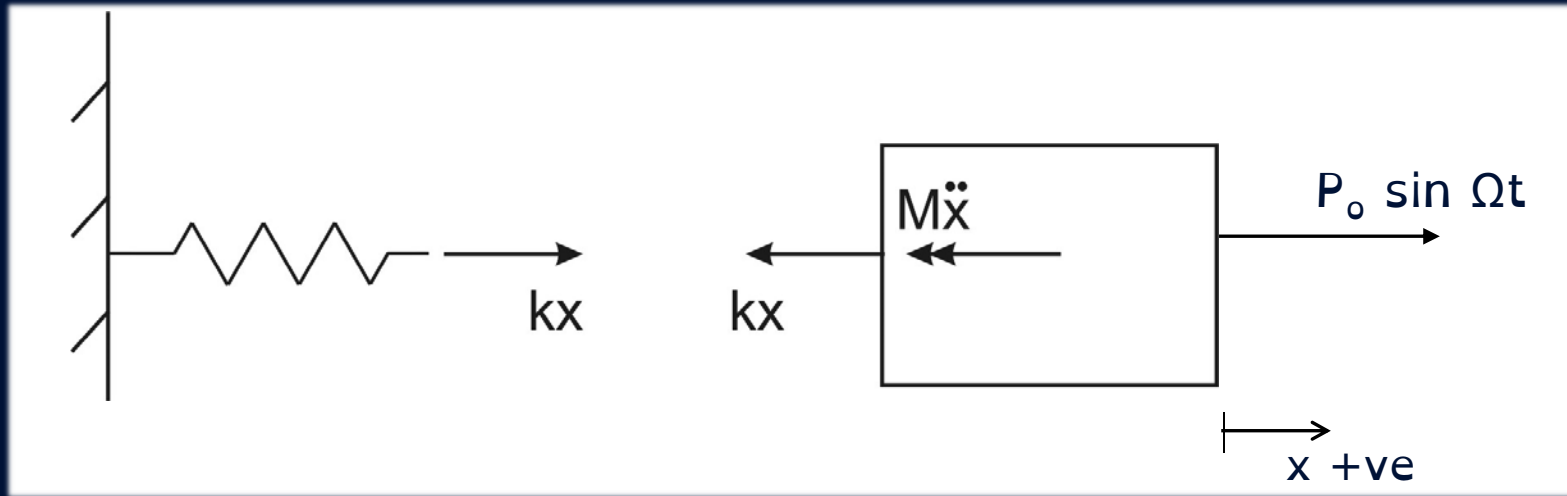 Mẍ
P₀ sin Ωt
kx
kx
x +ve